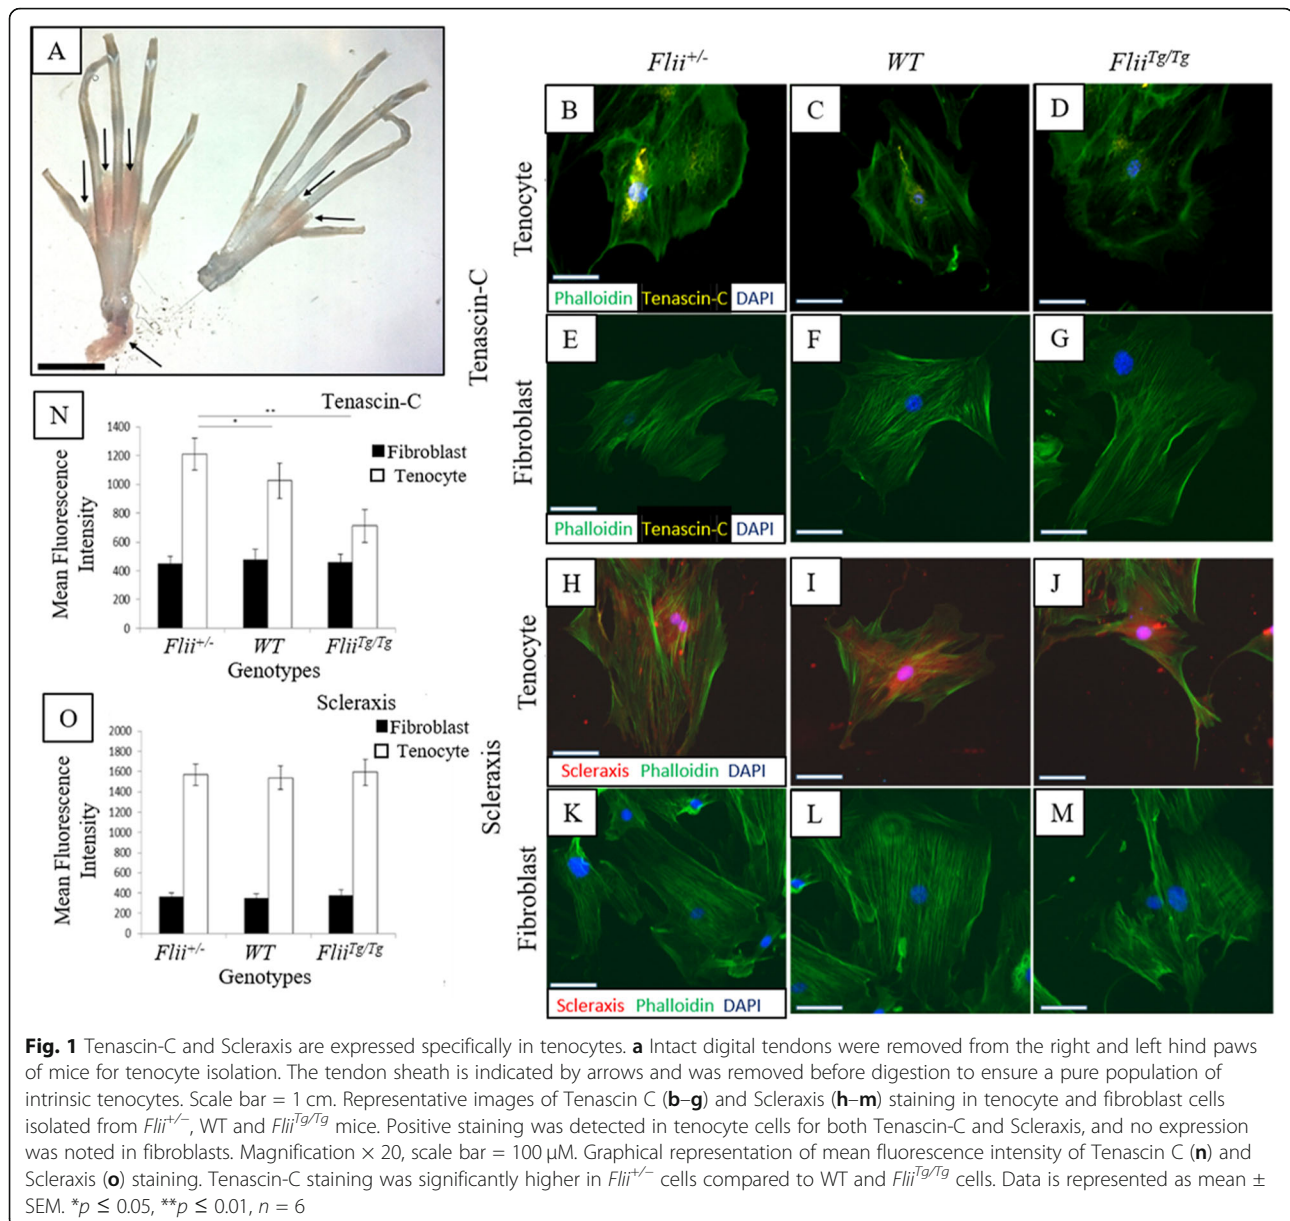 A
Flii+/-
WT
FliiTg/Tg
B
C
D
Tenocyte
Phalloidin Tenascin-C DAPI
Tenascin-C
E
F
G
Fibroblast
Phalloidin Tenascin-C DAPI
N
Tenascin-C
**
*
Fibroblast
Tenocyte
Mean Fluorescence
Intensity
1400
1200
1000
800
600
400
200
0
Flii+/-
WT
FliiTg/Tg
Genotypes
H
I
J
Tenocyte
Scleraxis Phalloidin DAPI
Scleraxis
K
L
M
Fibroblast
Scleraxis Phalloidin DAPI
O
Scleraxis
Fibroblast
Tenocyte
Mean Fluorescence
Intensity
2000
1800
1600
1400
1200
1000
800
600
400
200
0
Flii+/-
WT
FliiTg/Tg
Genotypes
Fig. 1 Tenascin-C and Scleraxis are expressed specifically in tenocytes. a Intact digital tendons were removed from the right and left hind paws
of mice for tenocyte isolation. The tendon sheath is indicated by arrows and was removed before digestion to ensure a pure population of
intrinsic tenocytes. Scale bar = 1 cm. Representative images of Tenascin C (b–g) and Scleraxis (h–m) staining in tenocyte and fibroblast cells
isolated from Flii+/−, WT and FliiTg/Tg mice. Positive staining was detected in tenocyte cells for both Tenascin-C and Scleraxis, and no expression
was noted in fibroblasts. Magnification × 20, scale bar = 100 μM. Graphical representation of mean fluorescence intensity of Tenascin C (n) and
Scleraxis (o) staining. Tenascin-C staining was significantly higher in Flii+/− cells compared to WT and FliiTg/Tg cells. Data is represented as mean ±
SEM. *p ≤ 0.05, **p ≤ 0.01, n = 6